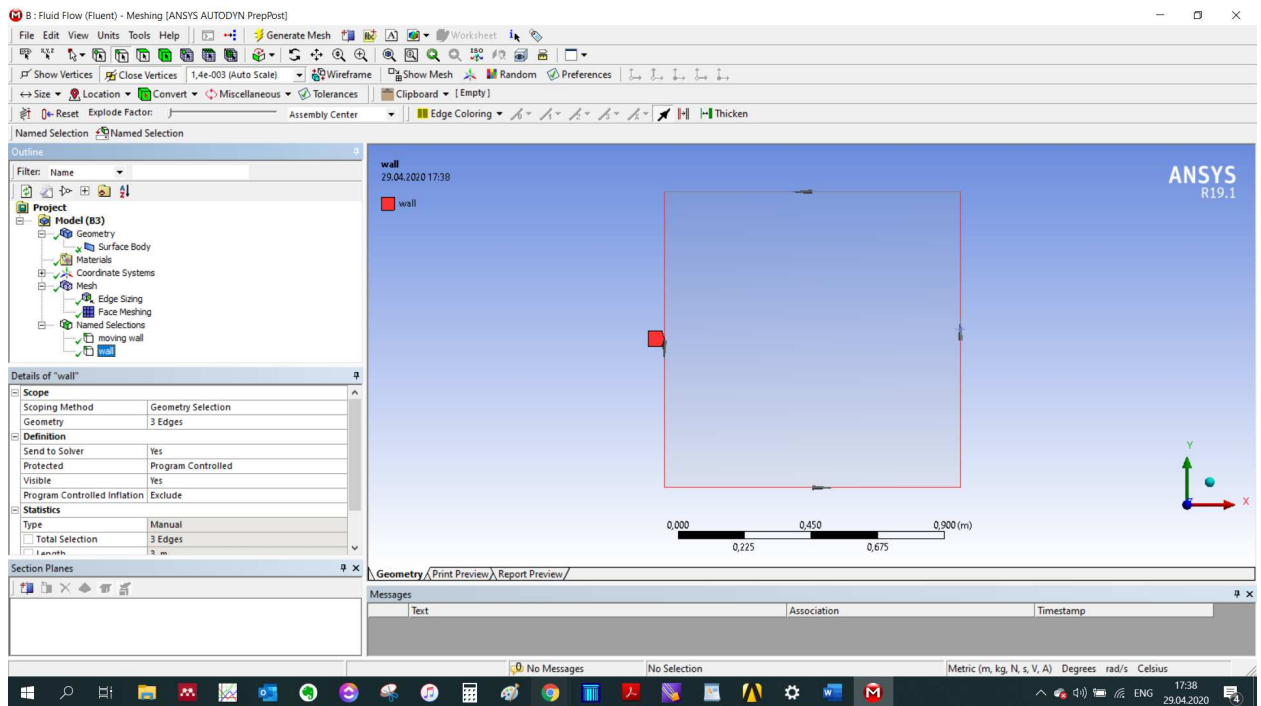 B : Fluid Flow (Fluent) - Meshing [ANSYS AUTODYN PrepPost]
File Edit View Units Tools Help Generate Mesh Worksheet
Show Vertices Close Vertices 1,4e-003 (Auto Scale) Wireframe Show Mesh Random Preferences
Size Location Convert Miscellaneous Tolerances Clipboard [Empty]
Reset Explode Factor: Assembly Center Edge Coloring Thicken
Named Selection Named Selection
Outline
Filter: Name
Project
Model (B3)
Geometry
Surface Body
Materials
Coordinate Systems
Mesh
Edge Sizing
Face Meshing
Named Selections
moving wall
wall
Details of "wall"
Scope
Scoping Method Geometry Selection
Geometry 3 Edges
Definition
Send to Solver Yes
Protected Program Controlled
Visible Yes
Program Controlled Inflation Exclude
Statistics
Type Manual
Total Selection 3 Edges
Length 3, m
Section Planes
wall
29.04.2020 17:38
wall
ANSYS
R19.1
Y
X
0,000 0,450 0,900 (m)
0,225 0,675
Geometry Print Preview Report Preview
Messages
Text Association Timestamp
No Messages No Selection Metric (m, kg, N, s, V, A) Degrees rad/s Celsius
ENG 17:38
29.04.2020
4